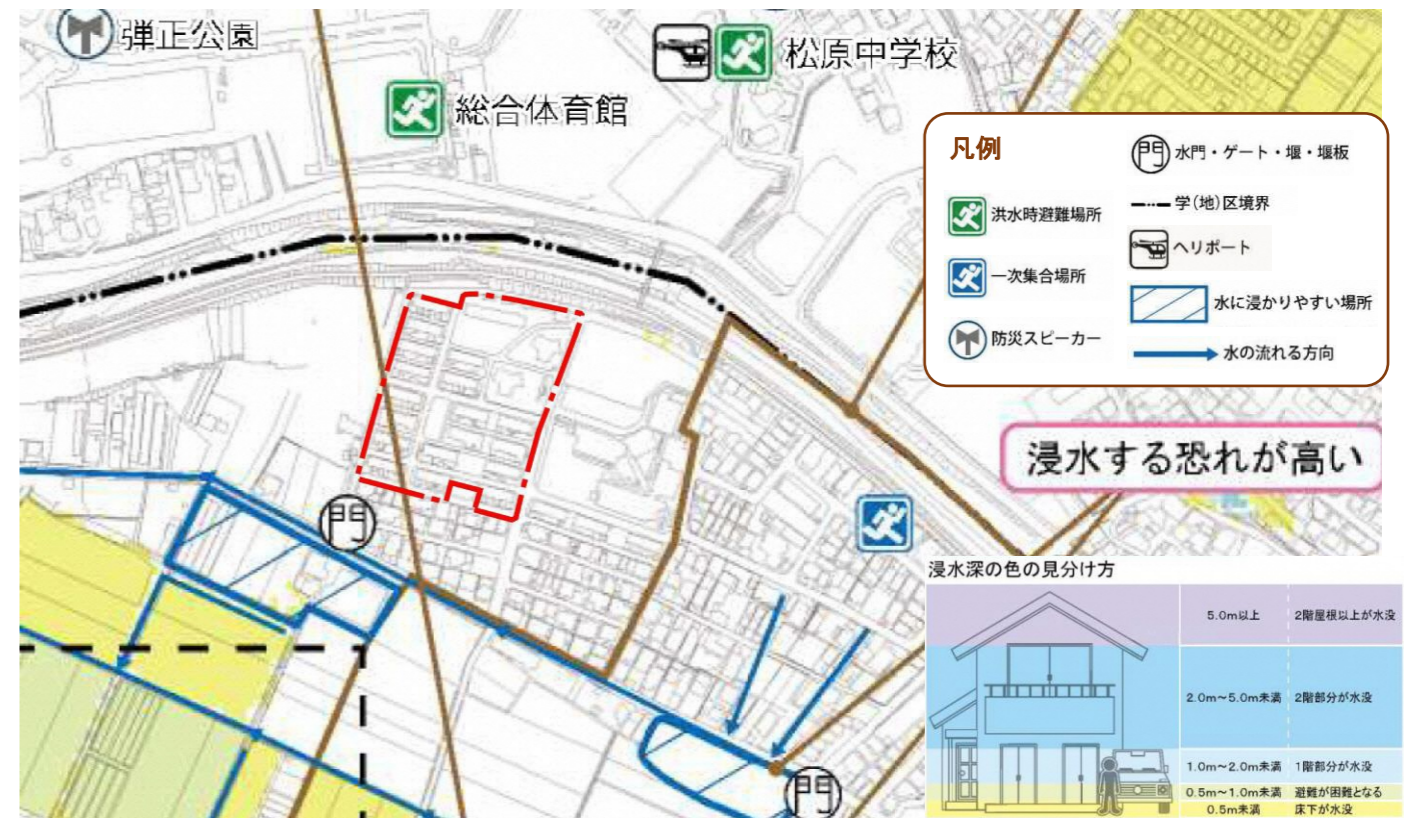 弾正公園
松原中学校
総合体育館
凡例
水門・ゲート・堰・堰板
洪水時避難場所
学(地)区境界
ヘリポート
一次集合場所
水に浸かりやすい場所
防災スピーカー
水の流れる方向
浸水する恐れが高い
門
門
門
浸水深の色の見分け方
5.0m以上 2階屋根以上が水没
2.0m～5.0m未満 2階部分が水没
1.0m～2.0m未満 1階部分が水没
0.5m～1.0m未満 避難が困難となる
0.5m未満 床下が水没